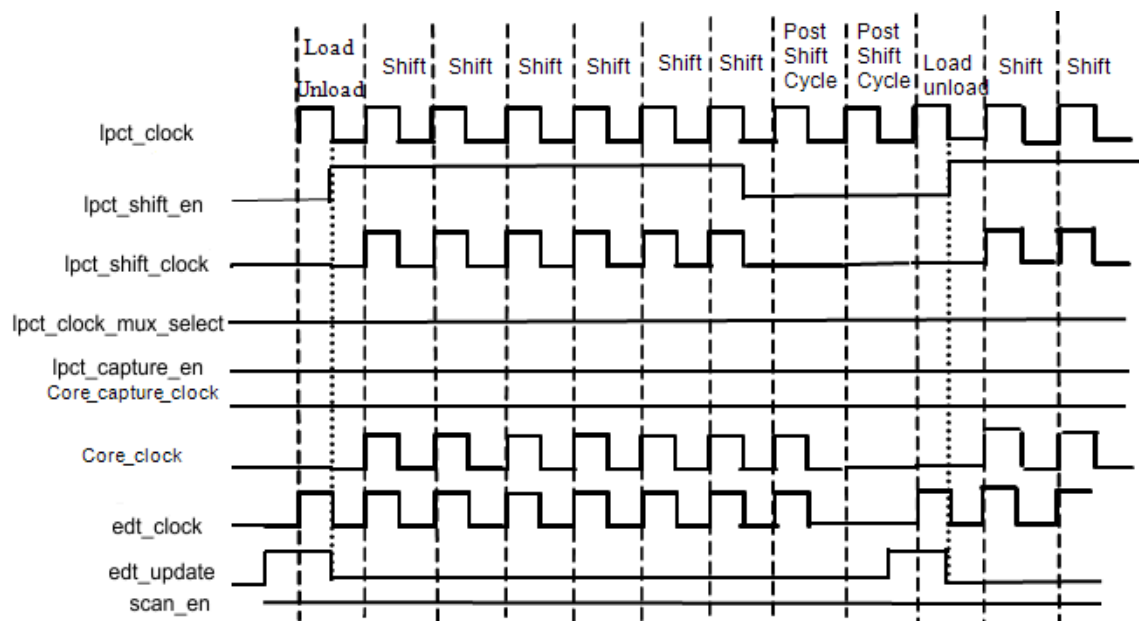 Load
Unload
Shift
Shift
Shift
Shift
Shift
Shift
Post
Shift
Cycle
Post
Shift
Cycle
Load
unload
Shift
Shift
lpct_clock
lpct_shift_en
lpct_shift_clock
lpct_clock_mux_select
lpct_capture_en
Core_capture_clock
Core_clock
edt_clock
edt_update
scan_en